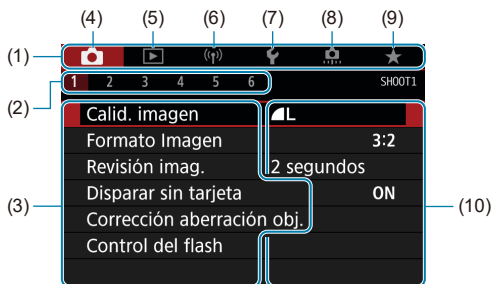 (4) (5) (6) (7) (8) (9)
(1)
(2) 1 2 3 4 5 6 SHOOT1
Calid. imagen L
Formato Imagen 3:2
Revisión imag. 2 segundos
(3) Disparar sin tarjeta ON (10)
Corrección aberración obj.
Control del flash